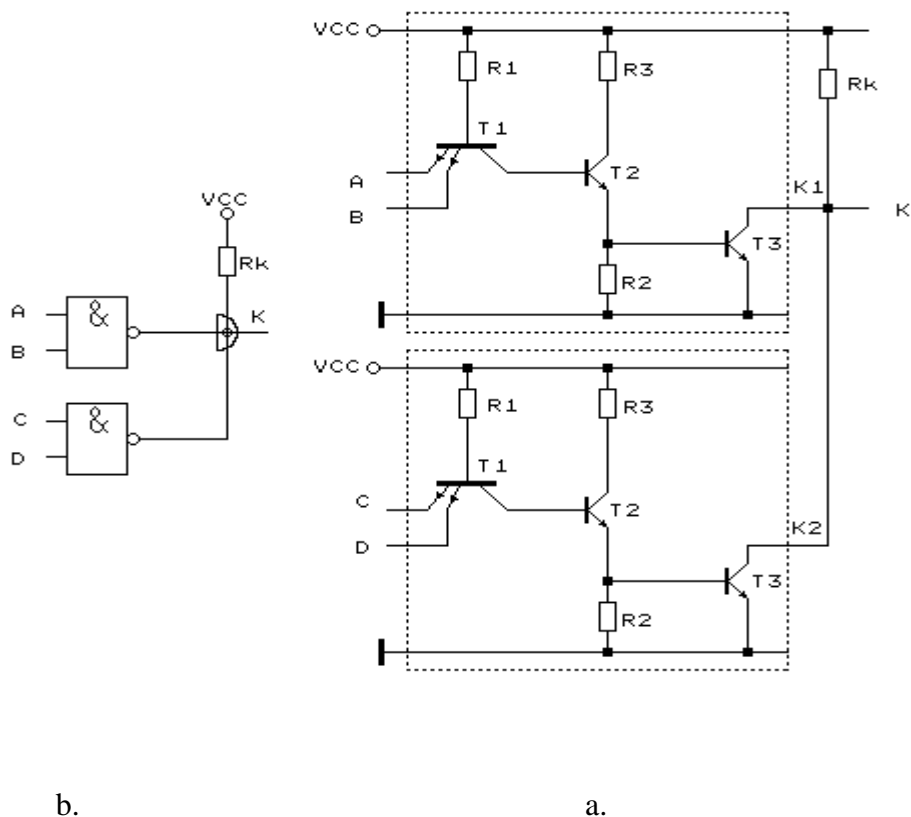 VCC
R1
R3
Rk
T1
A
T2
B
K1
K
T3
R2
VCC
Rk
A
&
K
B
C
&
D
VCC
R1
R3
T1
C
T2
D
K2
T3
R2
b.
a.